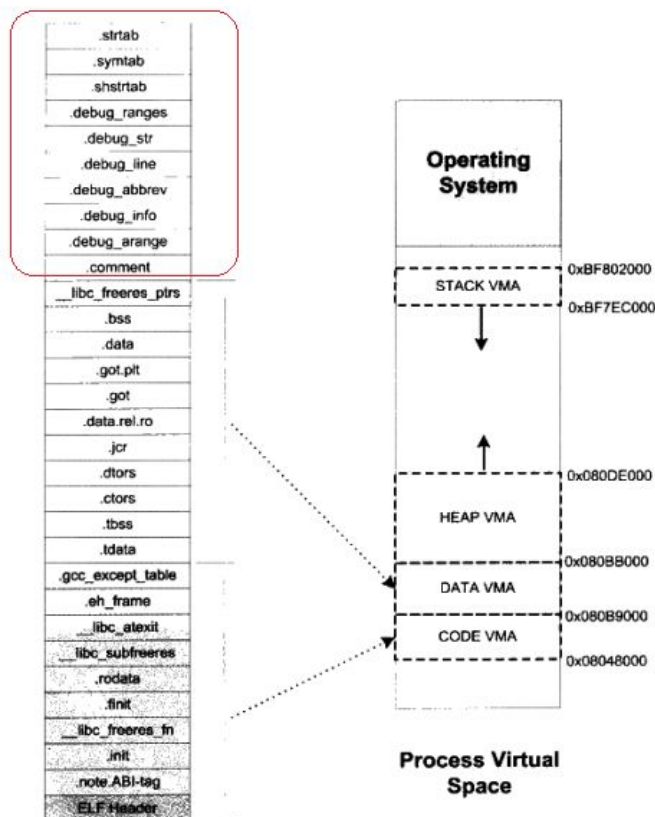 .strtab
.symtab
.shstrtab
.debug_ranges
.debug_str
.debug_line
.debug_abbrev
.debug_info
.debug_arange
.comment
__libc_freeres_ptrs
.bss
.data
.got.plt
.got
.data.rel.ro
.jcr
.dtors
.ctors
.tbss
.tdata
.gcc_except_table
.eh_frame
__libc_atexit
__libc_subfreeres
.rodata
.finit
__libc_freeres_fn
.init
.note.ABI-tag
ELF Header
Operating
System
0xBF802000
STACK VMA
0xBF7EC000
0x080DE000
HEAP VMA
0x080BB000
DATA VMA
0x080B9000
CODE VMA
0x08048000
Process Virtual
Space